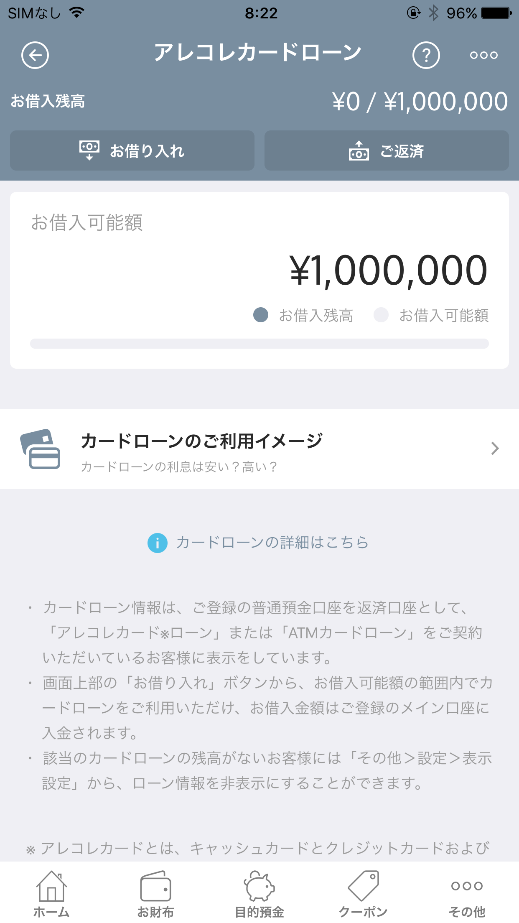 SIMなし 8:22 96%
アレコレカードローン ?
お借入残高 ¥0 / ¥1,000,000
お借り入れ ご返済
お借入可能額
¥1,000,000
お借入残高 お借入可能額
カードローンのご利用イメージ
カードローンの利息は安い？高い？
カードローンの詳細はこちら
・ カードローン情報は、ご登録の普通預金口座を返済口座として、
「アレコレカード※ローン」または「ATMカードローン」をご契約
いただいているお客様に表示をしています。
・ 画面上部の「お借り入れ」ボタンから、お借入可能額の範囲内でカ
ードローンをご利用いただけ、お借入金額はご登録のメイン口座に
入金されます。
・ 該当のカードローンの残高がないお客様には「その他＞設定＞表示
設定」から、ローン情報を非表示にすることができます。
※ アレコレカードとは、キャッシュカードとクレジットカードおよび
ホーム お財布 目的預金 クーポン その他